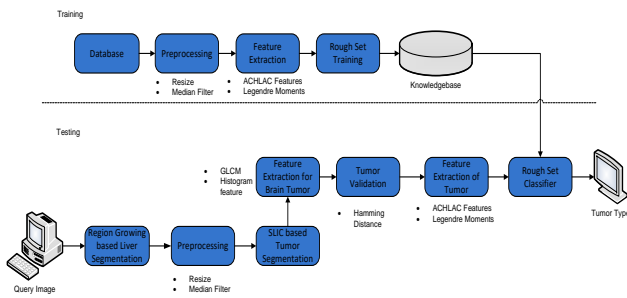 Training
Database
Preprocessing
Feature
Extraction
Rough Set
Training
Knowledgebase
• Resize
• Median Filter
• ACHLAC Features
• Legendre Moments
Testing
• GLCM
• Histogram
feature
Feature
Extraction for
Brain Tumor
Tumor
Validation
Feature
Extraction of
Tumor
Rough Set
Classifier
Tumor Type
• Hamming
Distance
• ACHLAC Features
• Legendre Moments
Region Growing
based Liver
Segmentation
Preprocessing
SLIC based
Tumor
Segmentation
Query Image
• Resize
• Median Filter